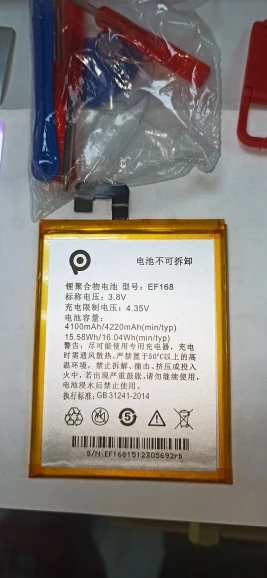 电池不可拆卸
锂聚合物电池 型号: EF168
标称电压: 3.8V
充电限制电压: 4.35V
电池容量:
4100mAh/4220mAh(min/typ)
15.58Wh/16.04Wh(min/typ)
警告: 尽可能使用专用充电器, 充电
时需通风散热, 严禁置于50℃以上的高
温环境, 禁止拆解、撞击、挤压或投入
火中, 若出现严重鼓胀, 请勿继续使用,
电池浸水后禁止使用。
执行标准: GB 31241-2014
S/N: EF1681512305692rb